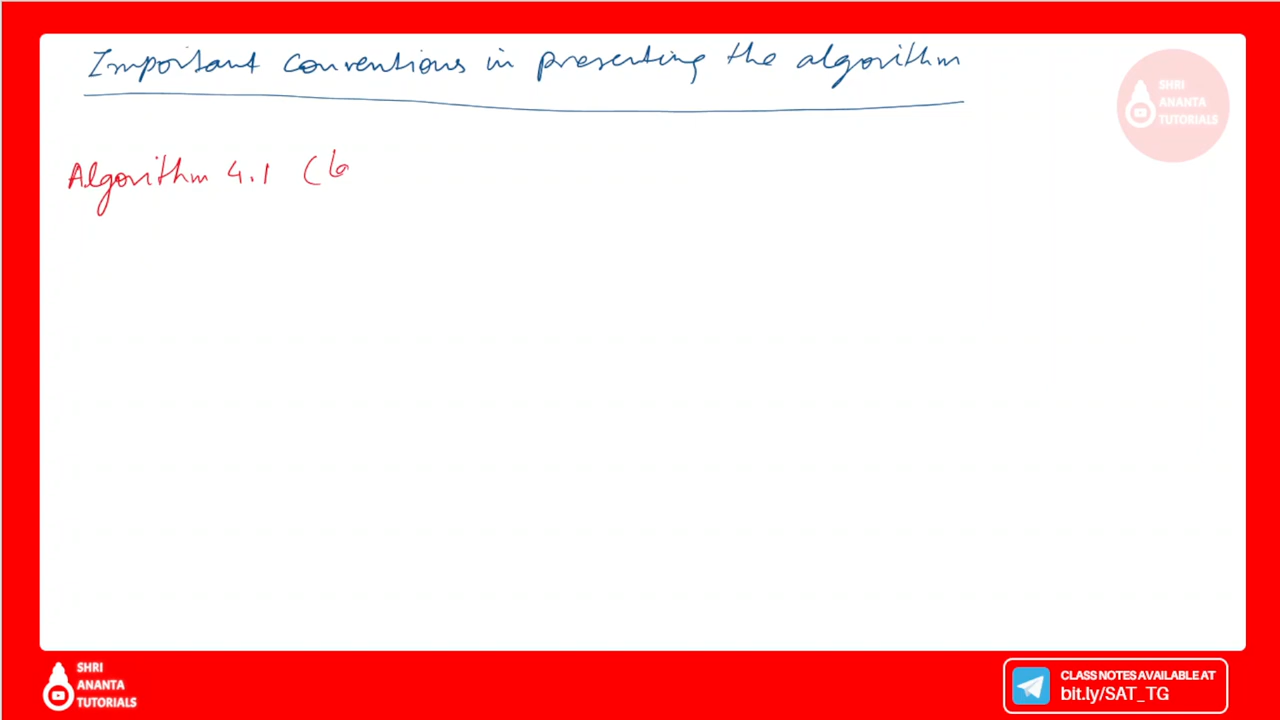 Important conventions in presenting the algorithm
SHRI
ANANTA
TUTORIALS
Algorithm 4.1 (
SHRI
ANANTA
TUTORIALS
CLASS NOTES AVAILABLE AT
bit.ly/SAT_TG